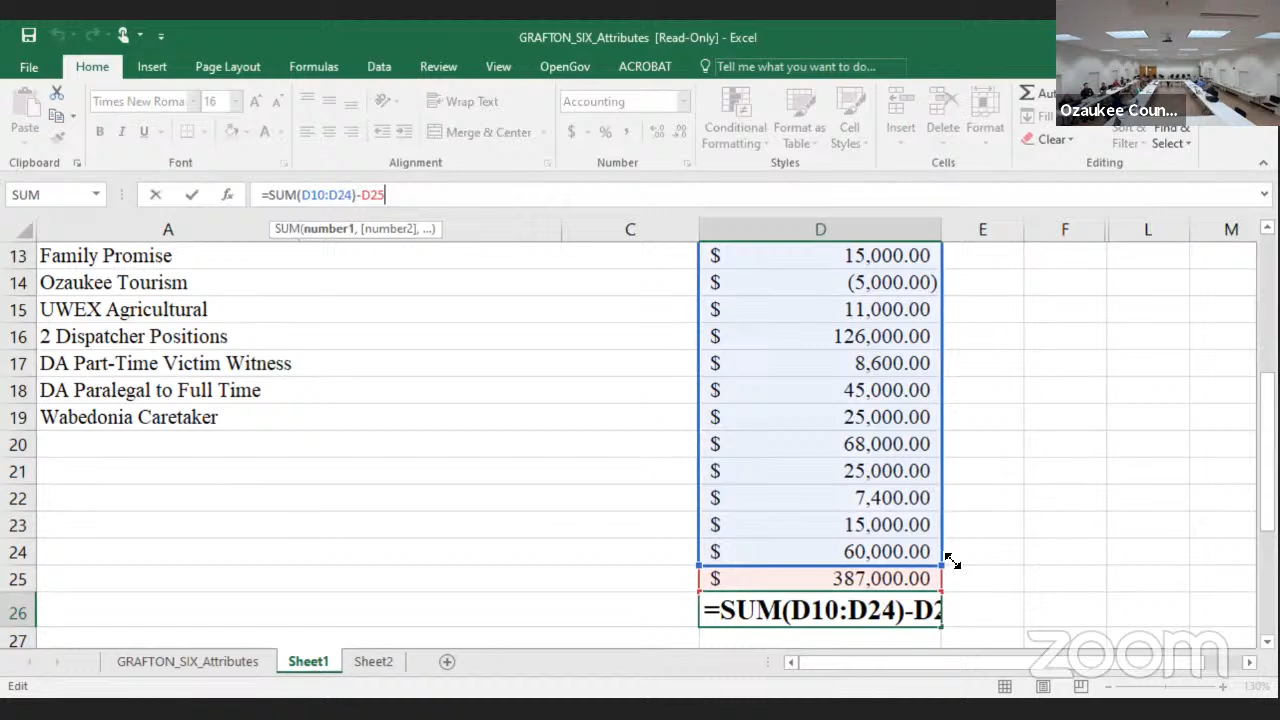 GRAFTON_SIX_Attributes [Read-Only] - Excel
File Home Insert Page Layout Formulas Data Review View OpenGov ACROBAT Tell me what you want to do...
Ozaukee Coun...
Paste
Times New Roma 16
B I U
Wrap Text
Merge & Center
Accounting
$ % ,
Conditional Formatting
Format as Table
Cell Styles
Insert Delete Format
Fill
Clear
Sort & Filter
Find & Select
Clipboard Font Alignment Number Styles Cells Editing
SUM =SUM(D10:D24)-D25
SUM(number1, [number2], ...)
A C D E F L M
13 Family Promise $ 15,000.00
14 Ozaukee Tourism $ (5,000.00)
15 UWEX Agricultural $ 11,000.00
16 2 Dispatcher Positions $ 126,000.00
17 DA Part-Time Victim Witness $ 8,600.00
18 DA Paralegal to Full Time $ 45,000.00
19 Wabedonia Caretaker $ 25,000.00
20 $ 68,000.00
21 $ 25,000.00
22 $ 7,400.00
23 $ 15,000.00
24 $ 60,000.00
25 $ 387,000.00
26 =SUM(D10:D24)-D2
27
GRAFTON_SIX_Attributes Sheet1 Sheet2
zoom
Edit 130%